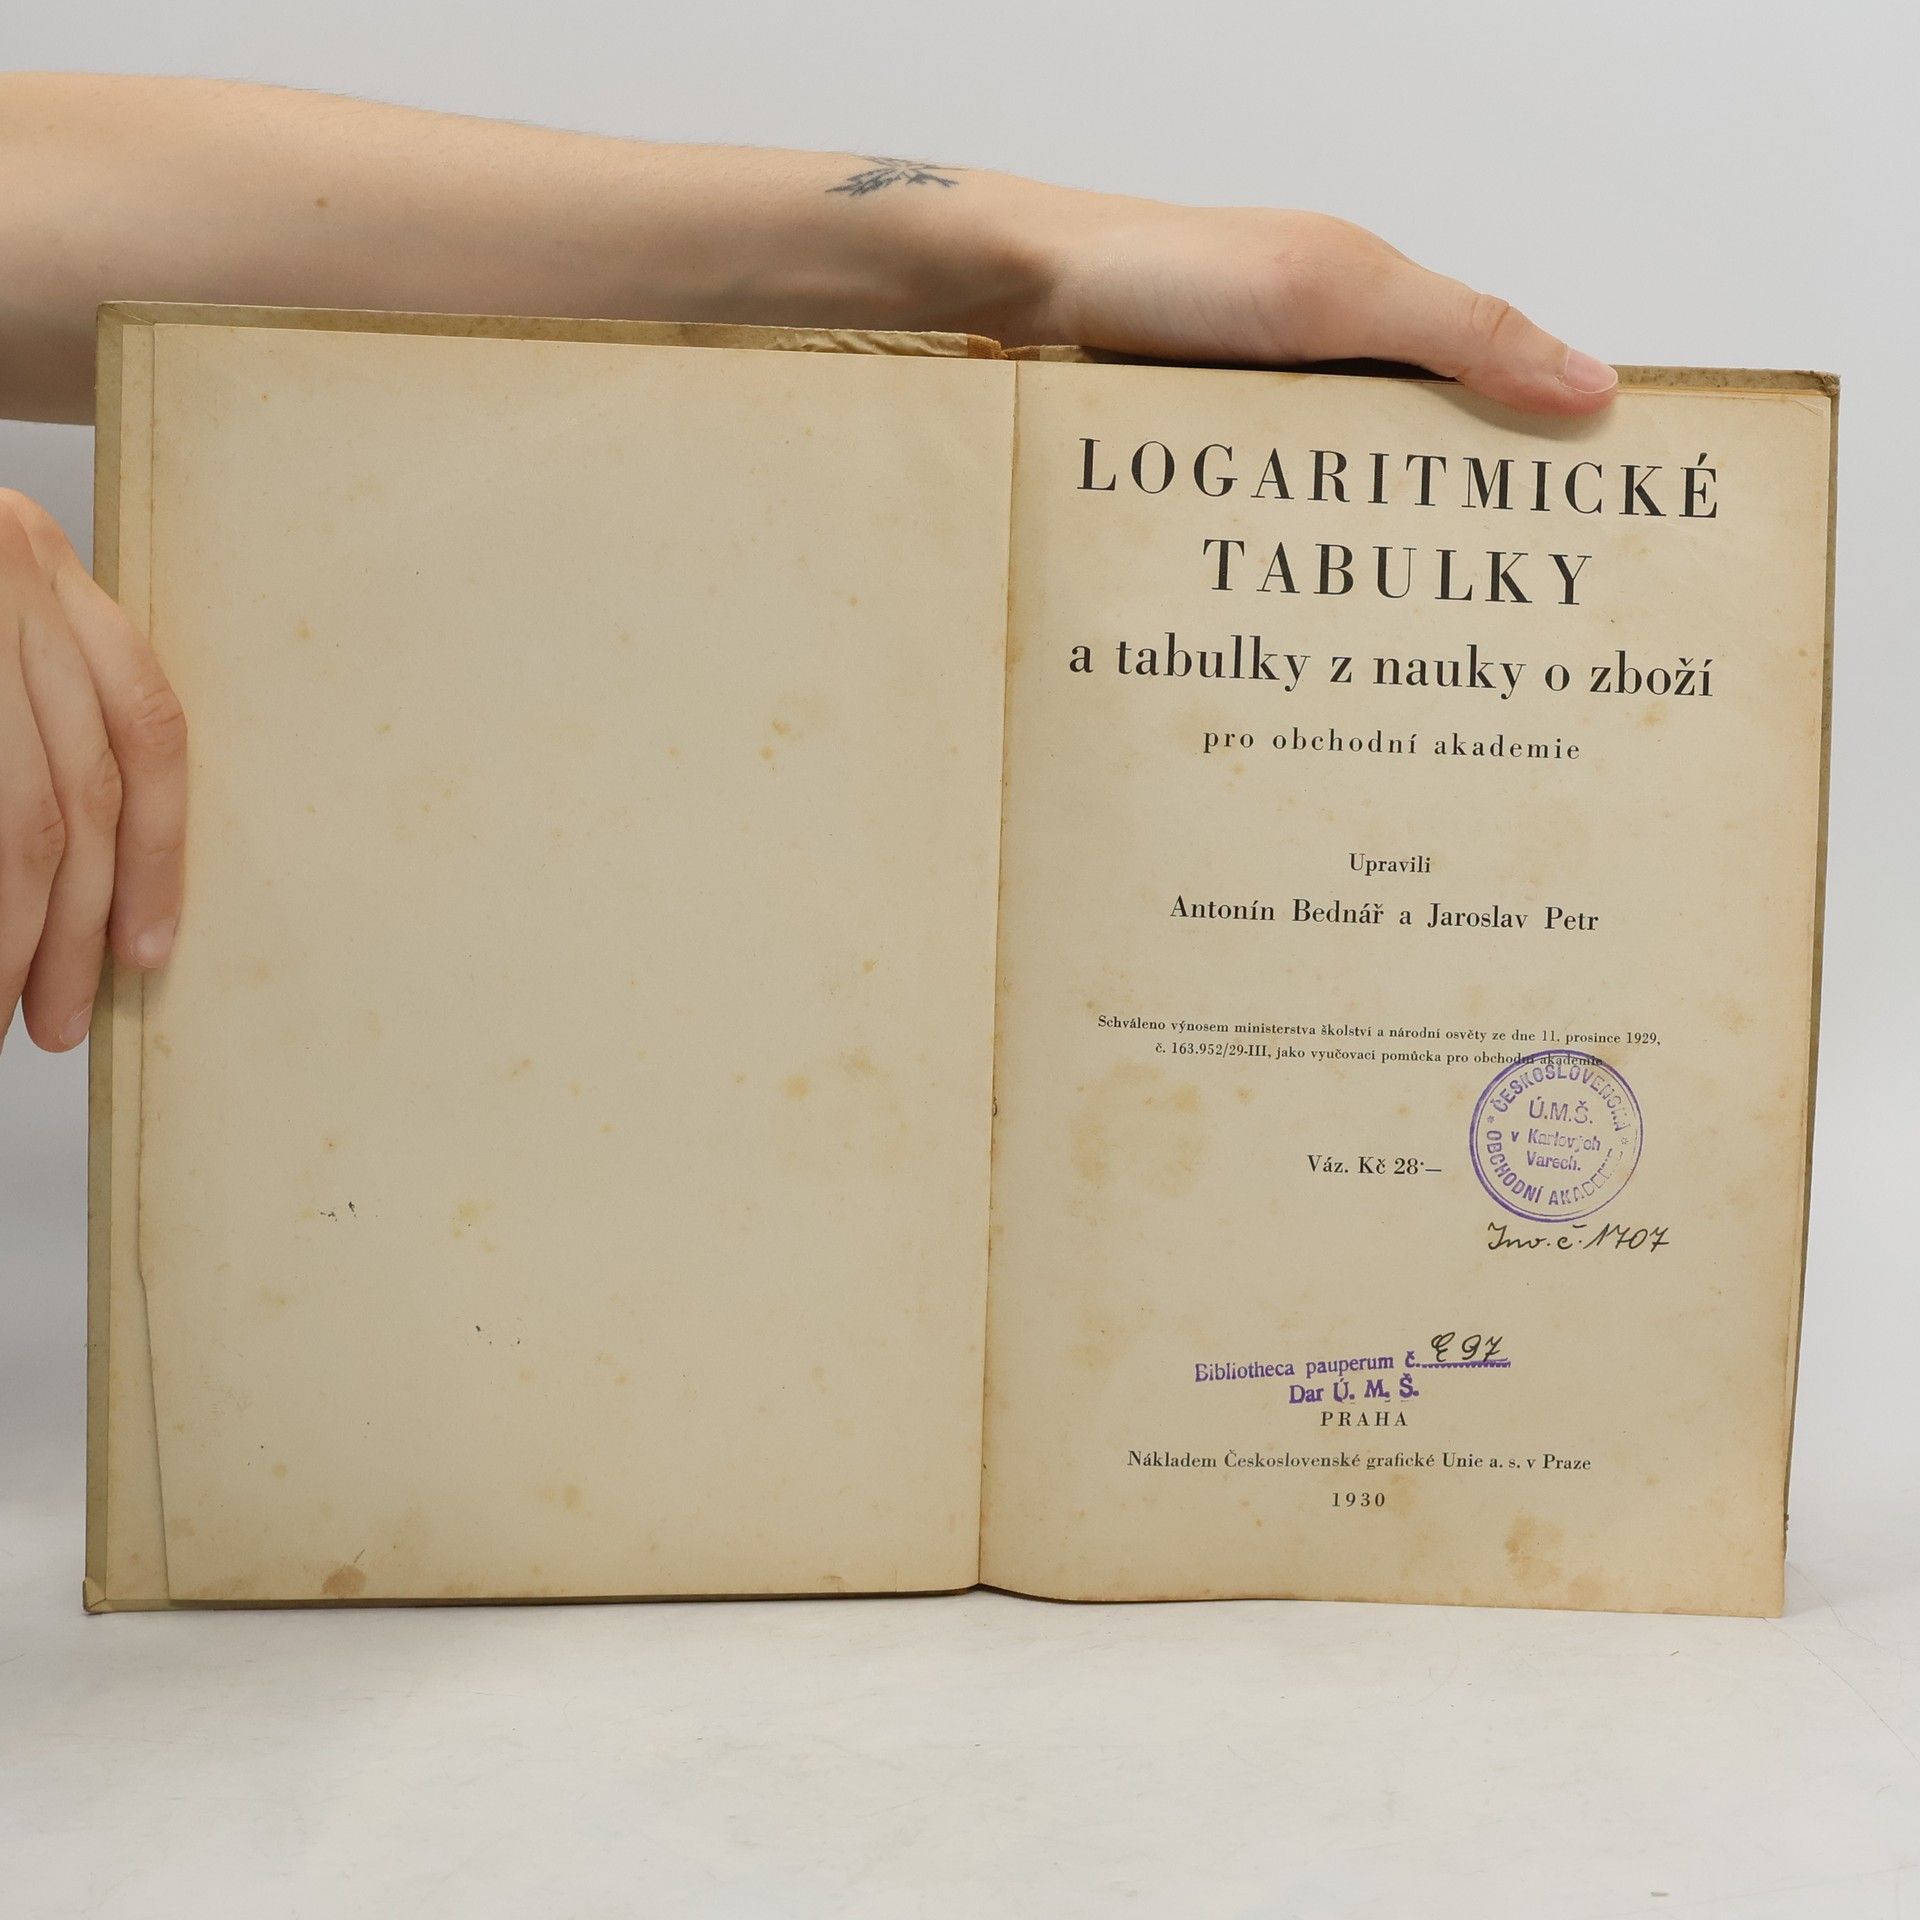 LOGARITMICKÉ
TABULKY
a tabulky z nauky o zboží
pro obchodní akademie
Upravili
Antonín Bednář a Jaroslav Petr
Schváleno výnosem ministerstva školství a národní osvěty ze dne 11. prosince 1929,
č. 163.952/29-III, jako vyučovací pomůcka pro obchodní akademie
Váz. Kč 28·—
ČESKOSLOVENSKÁ
Ú.M.Š.
v Karlových
Varech.
OBCHODNÍ AKADEMIE
Inv. č. 1707
Bibliotheca pauperum č. E 97
Dar Ú. M. Š.
PRAHA
Nákladem Československé grafické Unie a. s. v Praze
1930